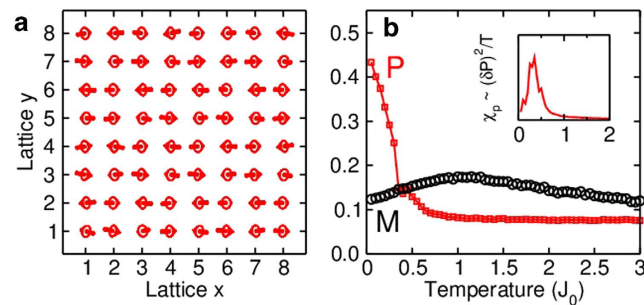 a
8
7
6
5
4
3
2
1
Lattice y
1 2 3 4 5 6 7 8
Lattice x
b
0.5
0.4
0.3
0.2
0.1
0.0
P
M
χp ~ (δP)²/T
0 1 2
0 0.5 1 1.5 2 2.5 3
Temperature (J₀)